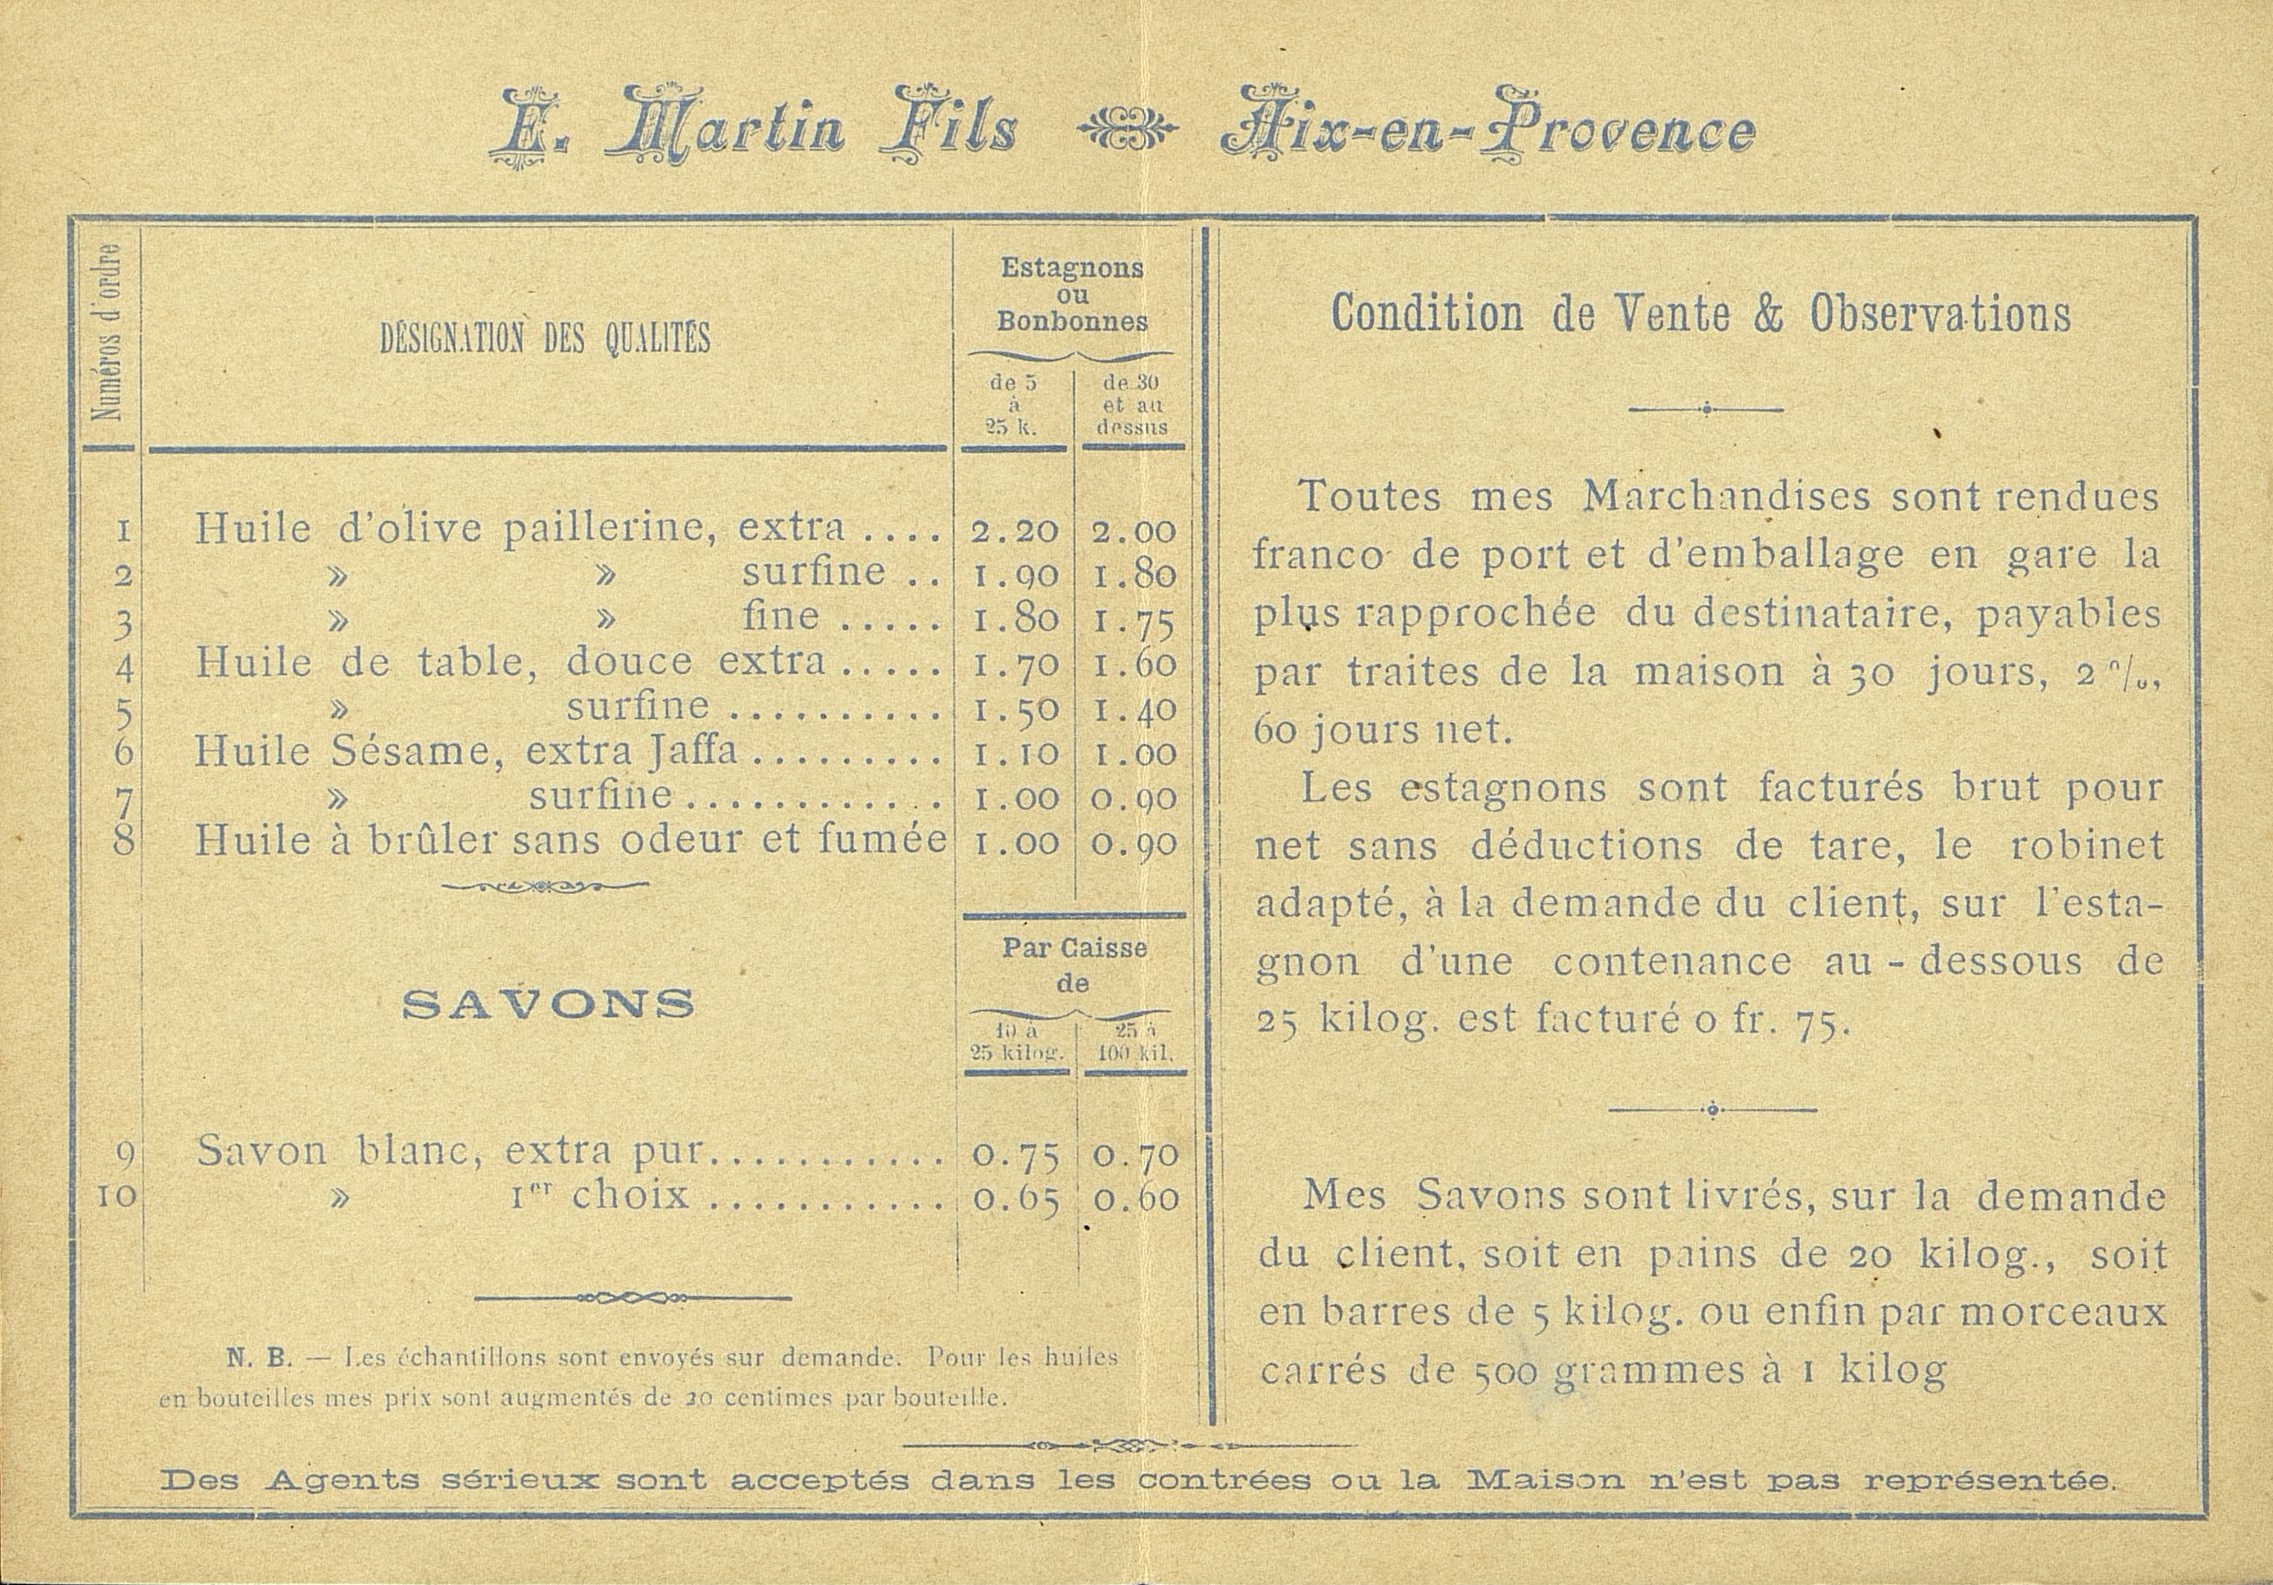 E. Martin Fils Aix-en-Provence
Numéros d'ordre
DÉSIGNATION DES QUALITÉS
Estagnons
ou
Bonbonnes
de 5
à
25 k.
de 30
et au
dessus
1 Huile d'olive paillerine, extra .... 2.20 2.00
2 » » surfine .. 1.90 1.80
3 » » fine ..... 1.80 1.75
4 Huile de table, douce extra ..... 1.70 1.60
5 » surfine .......... 1.50 1.40
6 Huile Sésame, extra Jaffa ......... 1.10 1.00
7 » surfine ............ 1.00 0.90
8 Huile à brûler sans odeur et fumée 1.00 0.90
SAVONS
Par Caisse
de
10 à
25 kilog.
25 à
100 kil.
9 Savon blanc, extra pur........... 0.75 0.70
10 » 1er choix ........... 0.65 0.60
N. B. — Les échantillons sont envoyés sur demande. Pour les huiles
en bouteilles mes prix sont augmentés de 20 centimes par bouteille.
Condition de Vente & Observations
Toutes mes Marchandises sont rendues
franco de port et d'emballage en gare la
plus rapprochée du destinataire, payables
par traites de la maison à 30 jours, 2 %,
60 jours net.
Les estagnons sont facturés brut pour
net sans déductions de tare, le robinet
adapté, à la demande du client, sur l'esta-
gnon d'une contenance au-dessous de
25 kilog. est facturé 0 fr. 75.
Mes Savons sont livrés, sur la demande
du client, soit en pains de 20 kilog., soit
en barres de 5 kilog. ou enfin par morceaux
carrés de 500 grammes à 1 kilog
Des Agents sérieux sont acceptés dans les contrées ou la Maison n'est pas représentée.